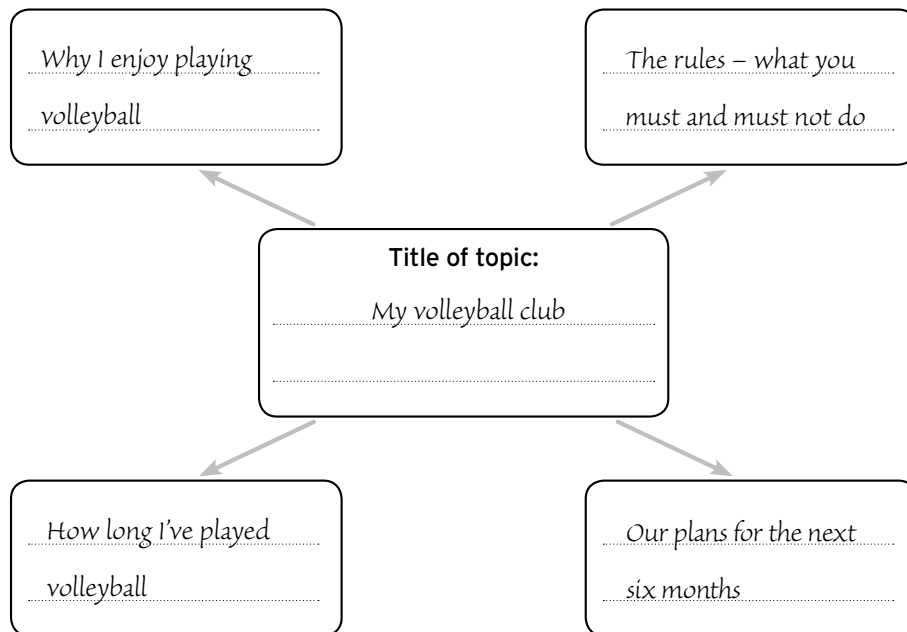 Why I enjoy playing
volleyball
The rules – what you
must and must not do
Title of topic:
My volleyball club
How long I've played
volleyball
Our plans for the next
six months